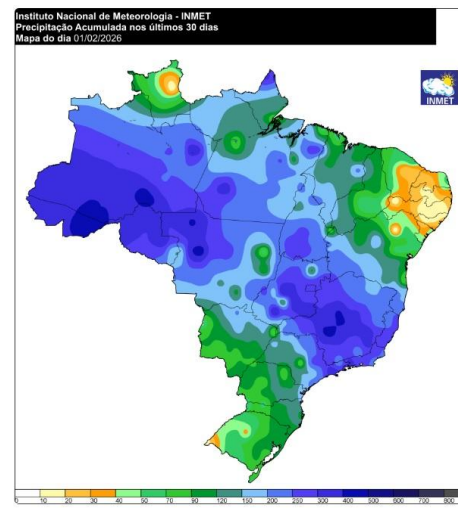 Instituto Nacional de Meteorologia - INMET
Precipitação Acumulada nos últimos 30 dias
Mapa do dia 01/02/2026
INMET
0 10 20 30 40 50 70 90 120 150 200 250 300 400 500 600 700 800